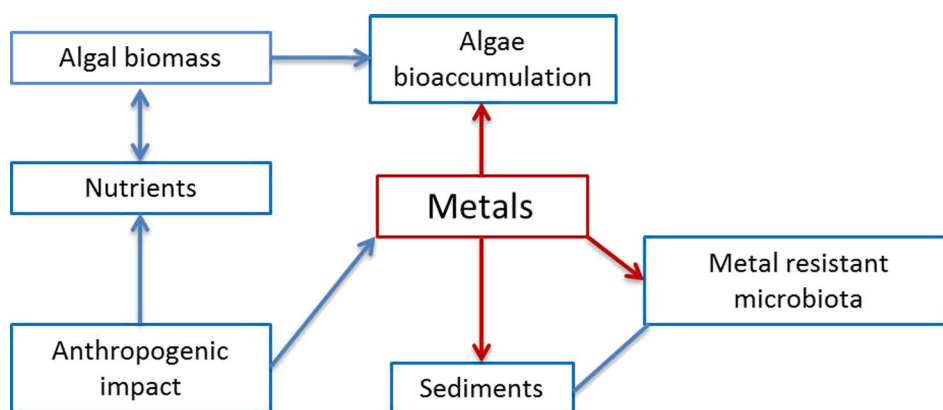 Algal biomass
Algae
bioaccumulation
Nutrients
Metals
Metal resistant
microbiota
Anthropogenic
impact
Sediments